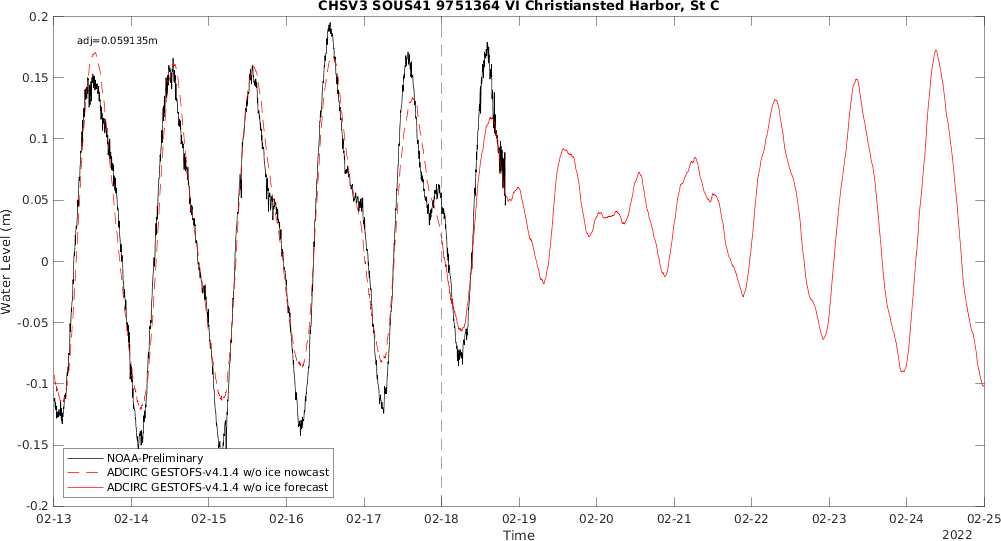 CHSV3 SOUS41 9751364 VI Christiansted Harbor, St C
adj=0.059135m
0.2
0.15
0.1
0.05
0
-0.05
-0.1
-0.15
-0.2
Water Level (m)
NOAA-Preliminary
ADCIRC GESTOFS-v4.1.4 w/o ice nowcast
ADCIRC GESTOFS-v4.1.4 w/o ice forecast
02-13 02-14 02-15 02-16 02-17 02-18 02-19 02-20 02-21 02-22 02-23 02-24 02-25
Time
2022